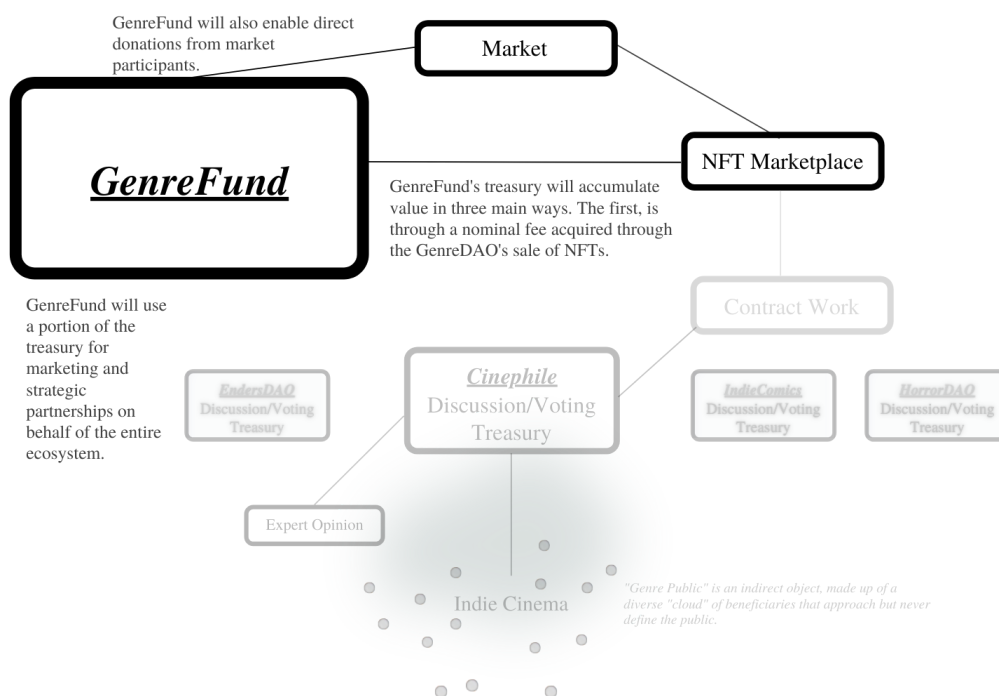 GenreFund will also enable direct
donations from market
participants.
Market
GenreFund
NFT Marketplace
GenreFund's treasury will accumulate
value in three main ways. The first, is
through a nominal fee acquired through
the GenreDAO's sale of NFTs.
GenreFund will use
a portion of the
treasury for
marketing and
strategic
partnerships on
behalf of the entire
ecosystem.
Contract Work
EndersDAO
Discussion/Voting
Treasury
Cinephile
Discussion/Voting
Treasury
IndieComics
Discussion/Voting
Treasury
HorrorDAO
Discussion/Voting
Treasury
Expert Opinion
Indie Cinema
"Genre Public" is an indirect object, made up of a
diverse "cloud" of beneficiaries that approach but never
define the public.